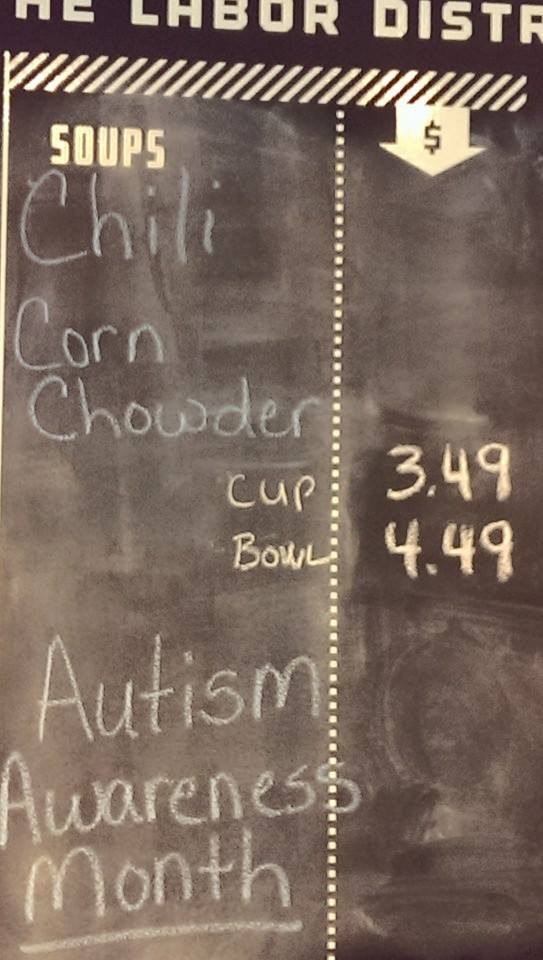 HE LABOR DISTR
SOUPS $
Chili
Corn
Chowder
Cup 3.49
Bowl 4.49
Autism
Awareness
Month